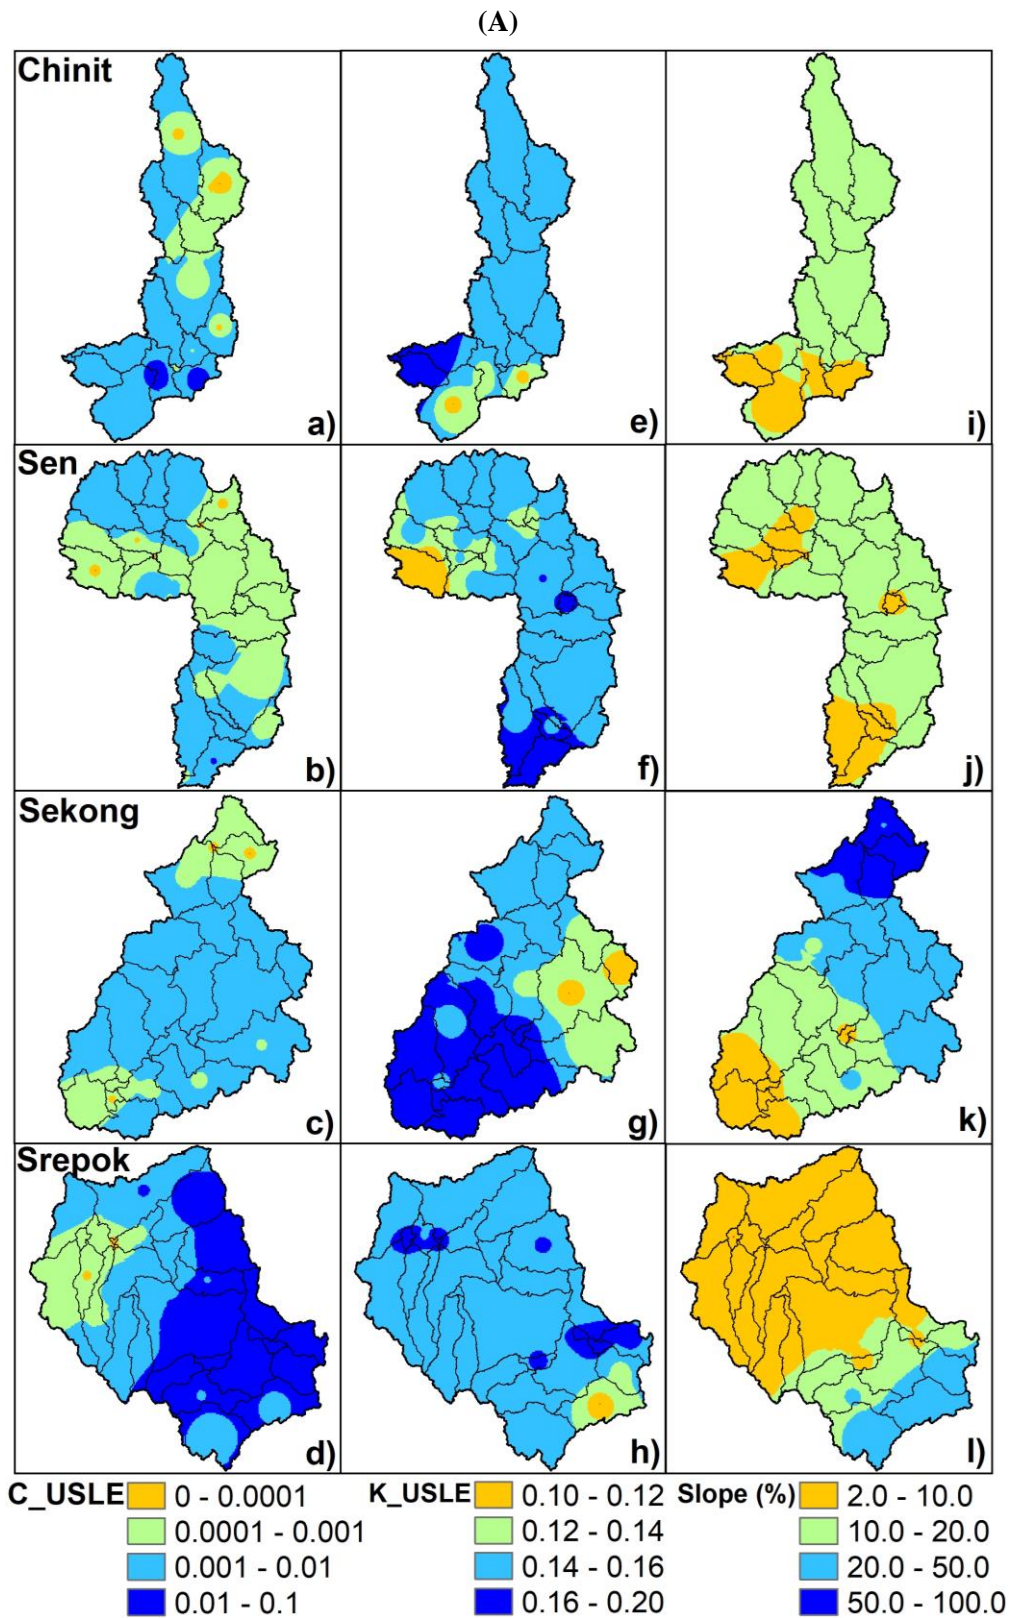 (A)
Chinit
a)
e)
i)
Sen
b)
f)
j)
Sekong
c)
g)
k)
Srepok
d)
h)
l)
C_USLE 0 - 0.0001
0.0001 - 0.001
0.001 - 0.01
0.01 - 0.1
K_USLE 0.10 - 0.12
0.12 - 0.14
0.14 - 0.16
0.16 - 0.20
Slope (%) 2.0 - 10.0
10.0 - 20.0
20.0 - 50.0
50.0 - 100.0